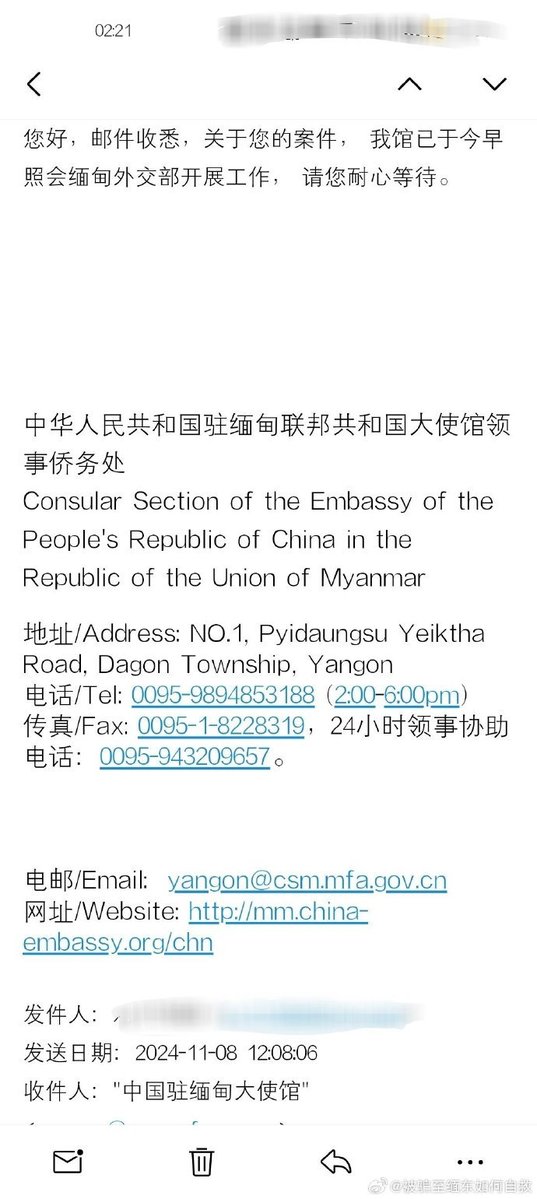 02:21
您好，邮件收悉，关于您的案件， 我馆已于今早
照会缅甸外交部开展工作， 请您耐心等待。
中华人民共和国驻缅甸联邦共和国大使馆领
事侨务处
Consular Section of the Embassy of the
People's Republic of China in the
Republic of the Union of Myanmar
地址/Address: NO.1, Pyidaungsu Yeiktha
Road, Dagon Township, Yangon
电话/Tel: 0095-9894853188 (2:00-6:00pm)
传真/Fax: 0095-1-8228319，24小时领事协助
电话： 0095-943209657。
电邮/Email: yangon@csm.mfa.gov.cn
网址/Website: http://mm.china-
embassy.org/chn
发件人：
发送日期：2024-11-08 12:08:06
收件人："中国驻缅甸大使馆"
@被骗至缅东如何自救